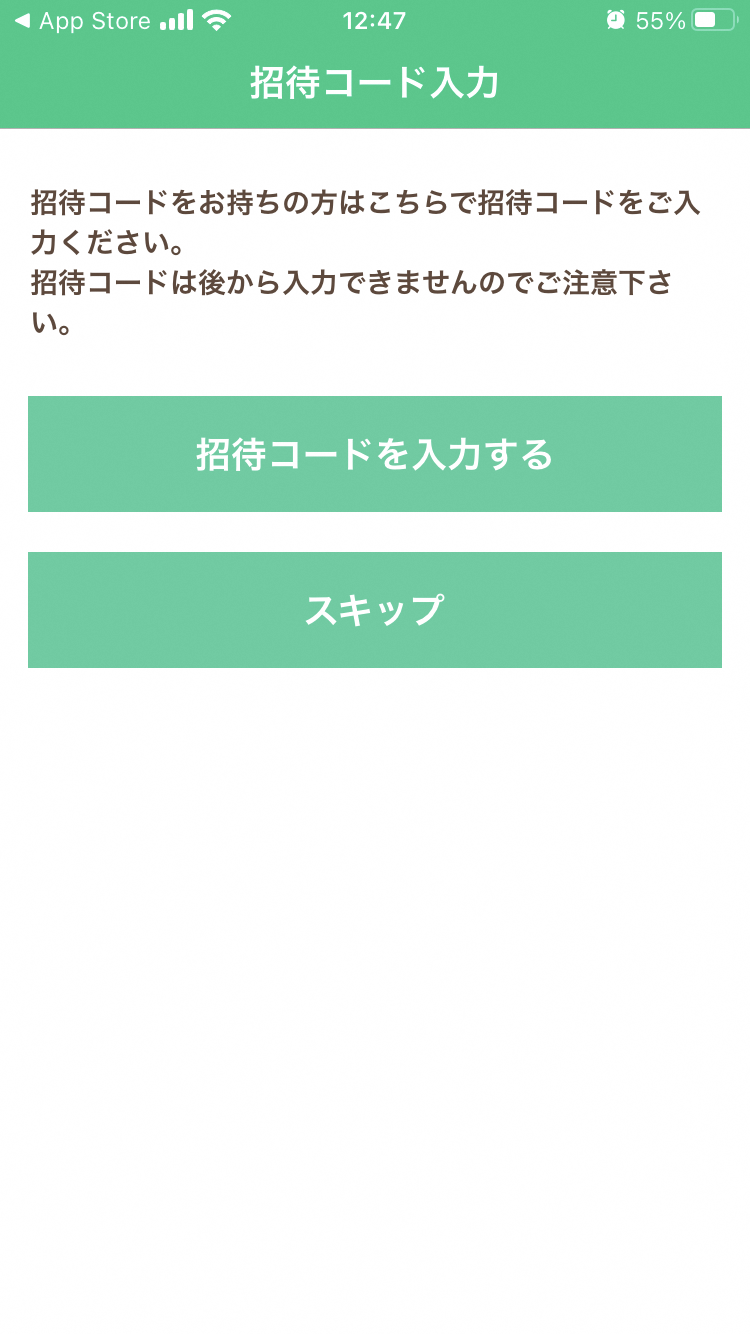 App Store 12:47 55%
招待コード入力
招待コードをお持ちの方はこちらで招待コードをご入
力ください。
招待コードは後から入力できませんのでご注意下さ
い。
招待コードを入力する
スキップ